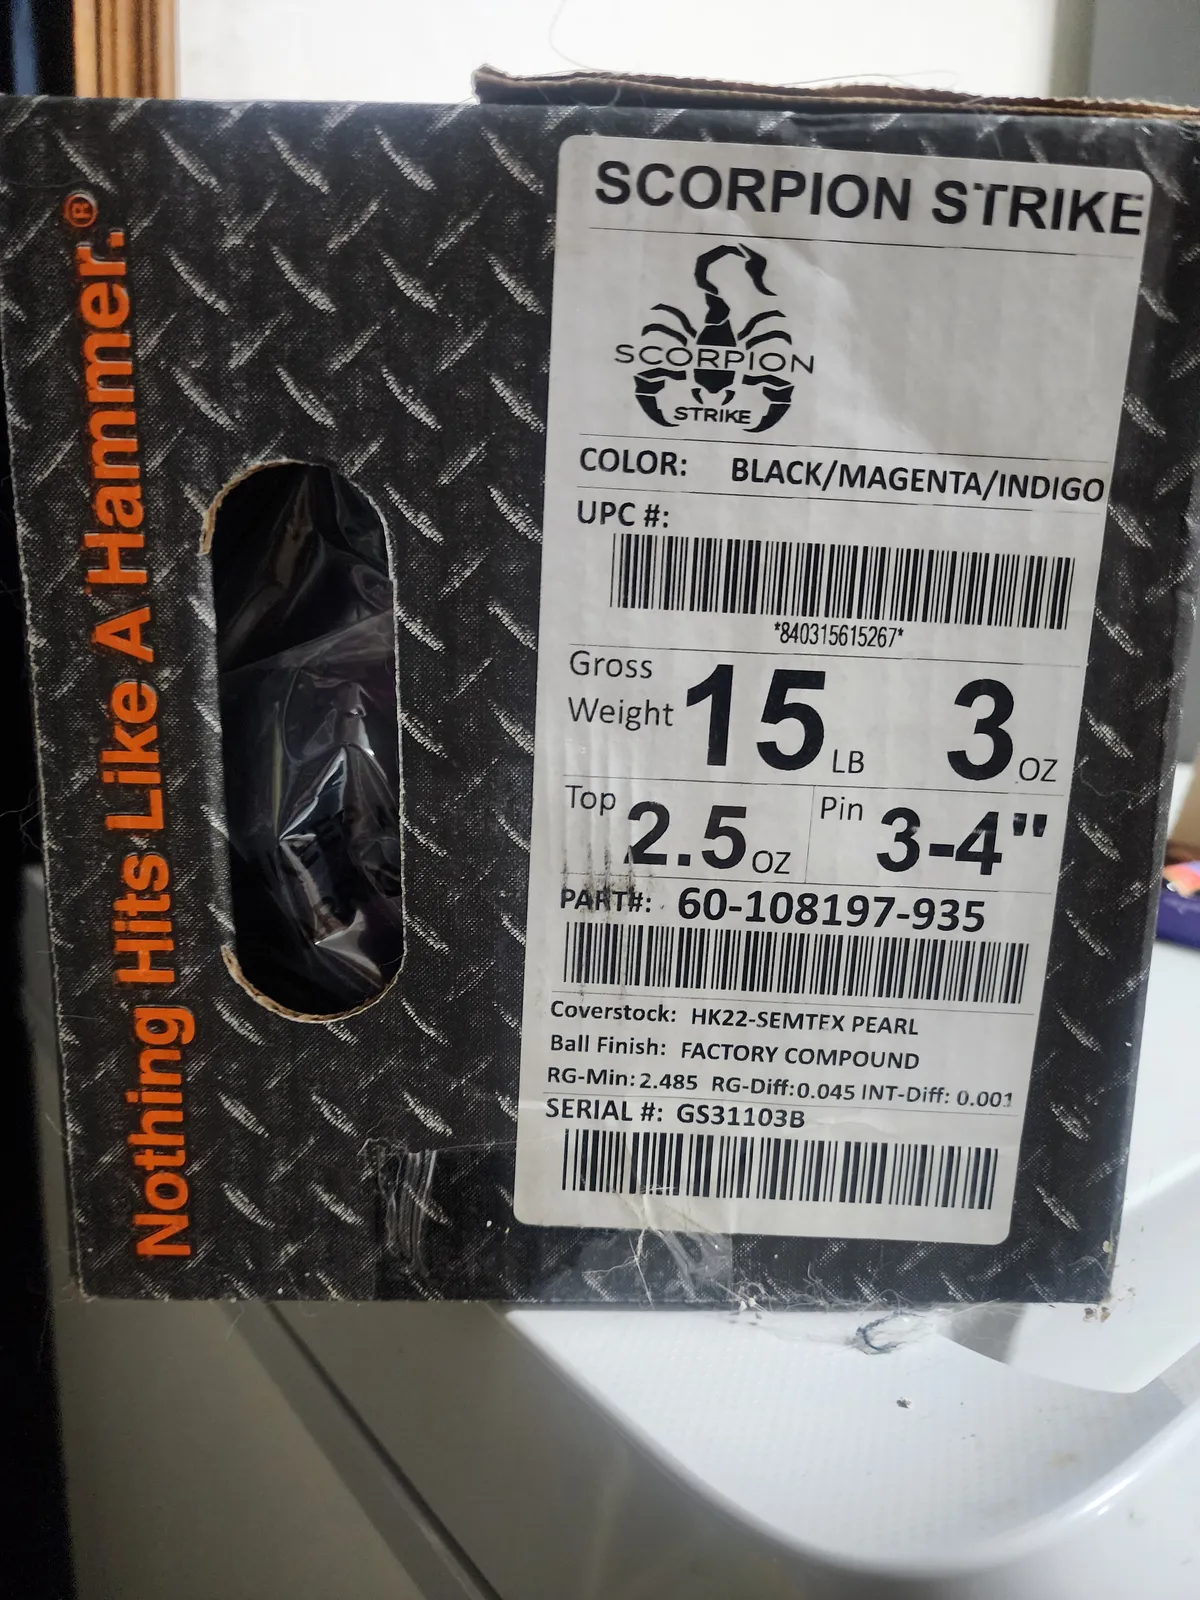 Nothing Hits Like A Hammer.®
SCORPION STRIKE
SCORPION
STRIKE
COLOR: BLACK/MAGENTA/INDIGO
UPC #:
*840315615267*
Gross
Weight 15 LB 3 OZ
Top 2.5 OZ Pin 3-4"
PART#: 60-108197-935
Coverstock: HK22-SEMTEX PEARL
Ball Finish: FACTORY COMPOUND
RG-Min: 2.485 RG-Diff: 0.045 INT-Diff: 0.001
SERIAL #: GS31103B